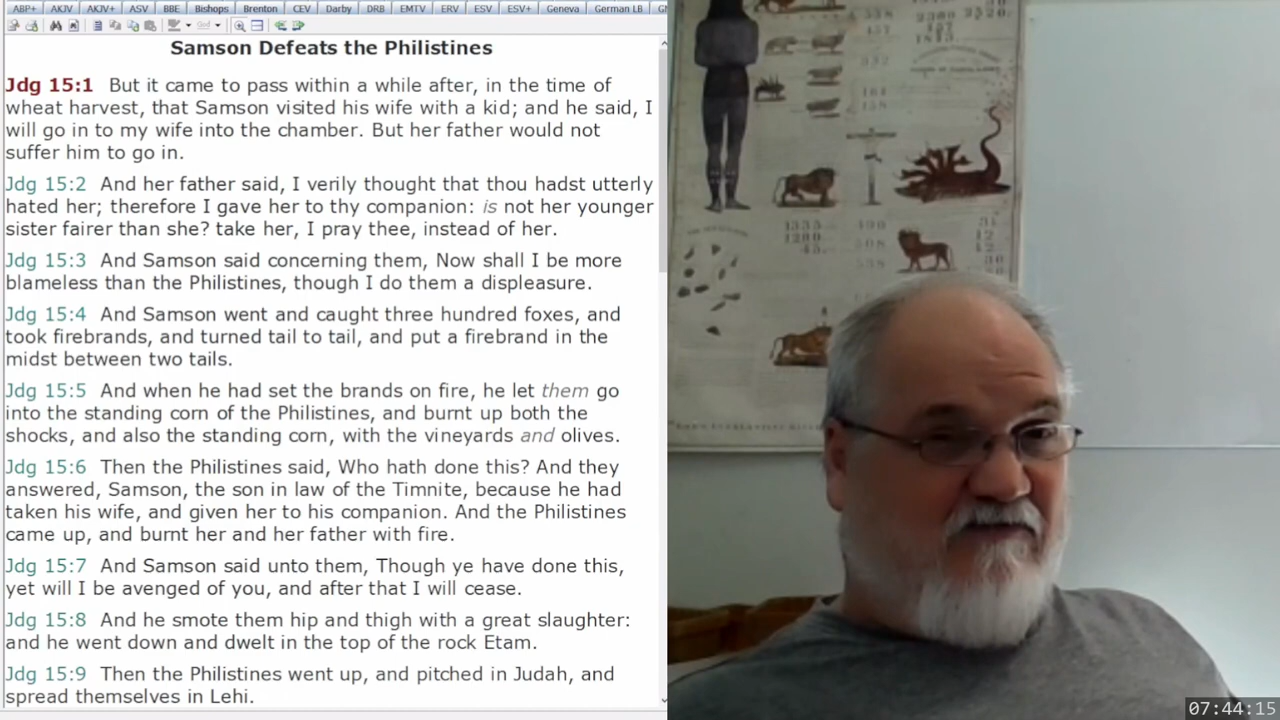 ABP+ AKJV AKJV+ ASV BBE Bishops Brenton CEV Darby DRB EMTV ERV ESV ESV+ Geneva German LB
Samson Defeats the Philistines
Jdg 15:1 But it came to pass within a while after, in the time of
wheat harvest, that Samson visited his wife with a kid; and he said, I
will go in to my wife into the chamber. But her father would not
suffer him to go in.
Jdg 15:2 And her father said, I verily thought that thou hadst utterly
hated her; therefore I gave her to thy companion: is not her younger
sister fairer than she? take her, I pray thee, instead of her.
Jdg 15:3 And Samson said concerning them, Now shall I be more
blameless than the Philistines, though I do them a displeasure.
Jdg 15:4 And Samson went and caught three hundred foxes, and
took firebrands, and turned tail to tail, and put a firebrand in the
midst between two tails.
Jdg 15:5 And when he had set the brands on fire, he let them go
into the standing corn of the Philistines, and burnt up both the
shocks, and also the standing corn, with the vineyards and olives.
Jdg 15:6 Then the Philistines said, Who hath done this? And they
answered, Samson, the son in law of the Timnite, because he had
taken his wife, and given her to his companion. And the Philistines
came up, and burnt her and her father with fire.
Jdg 15:7 And Samson said unto them, Though ye have done this,
yet will I be avenged of you, and after that I will cease.
Jdg 15:8 And he smote them hip and thigh with a great slaughter:
and he went down and dwelt in the top of the rock Etam.
Jdg 15:9 Then the Philistines went up, and pitched in Judah, and
spread themselves in Lehi.
07:44:15